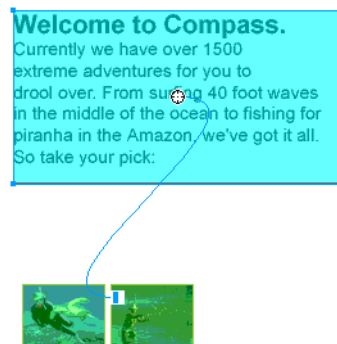 Welcome to Compass.
Currently we have over 1500
extreme adventures for you to
drool over. From surfing 40 foot waves
in the middle of the ocean to fishing for
piranha in the Amazon, we've got it all.
So take your pick: